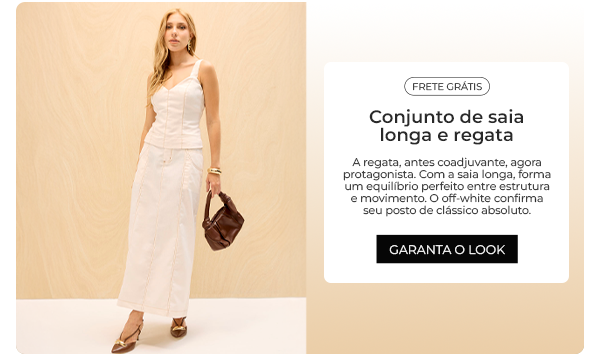 FRETE GRÁTIS
Conjunto de saia
longa e regata
A regata, antes coadjuvante, agora
protagonista. Com a saia longa, forma
um equilíbrio perfeito entre estrutura
e movimento. O off-white confirma
seu posto de clássico absoluto.
GARANTA O LOOK